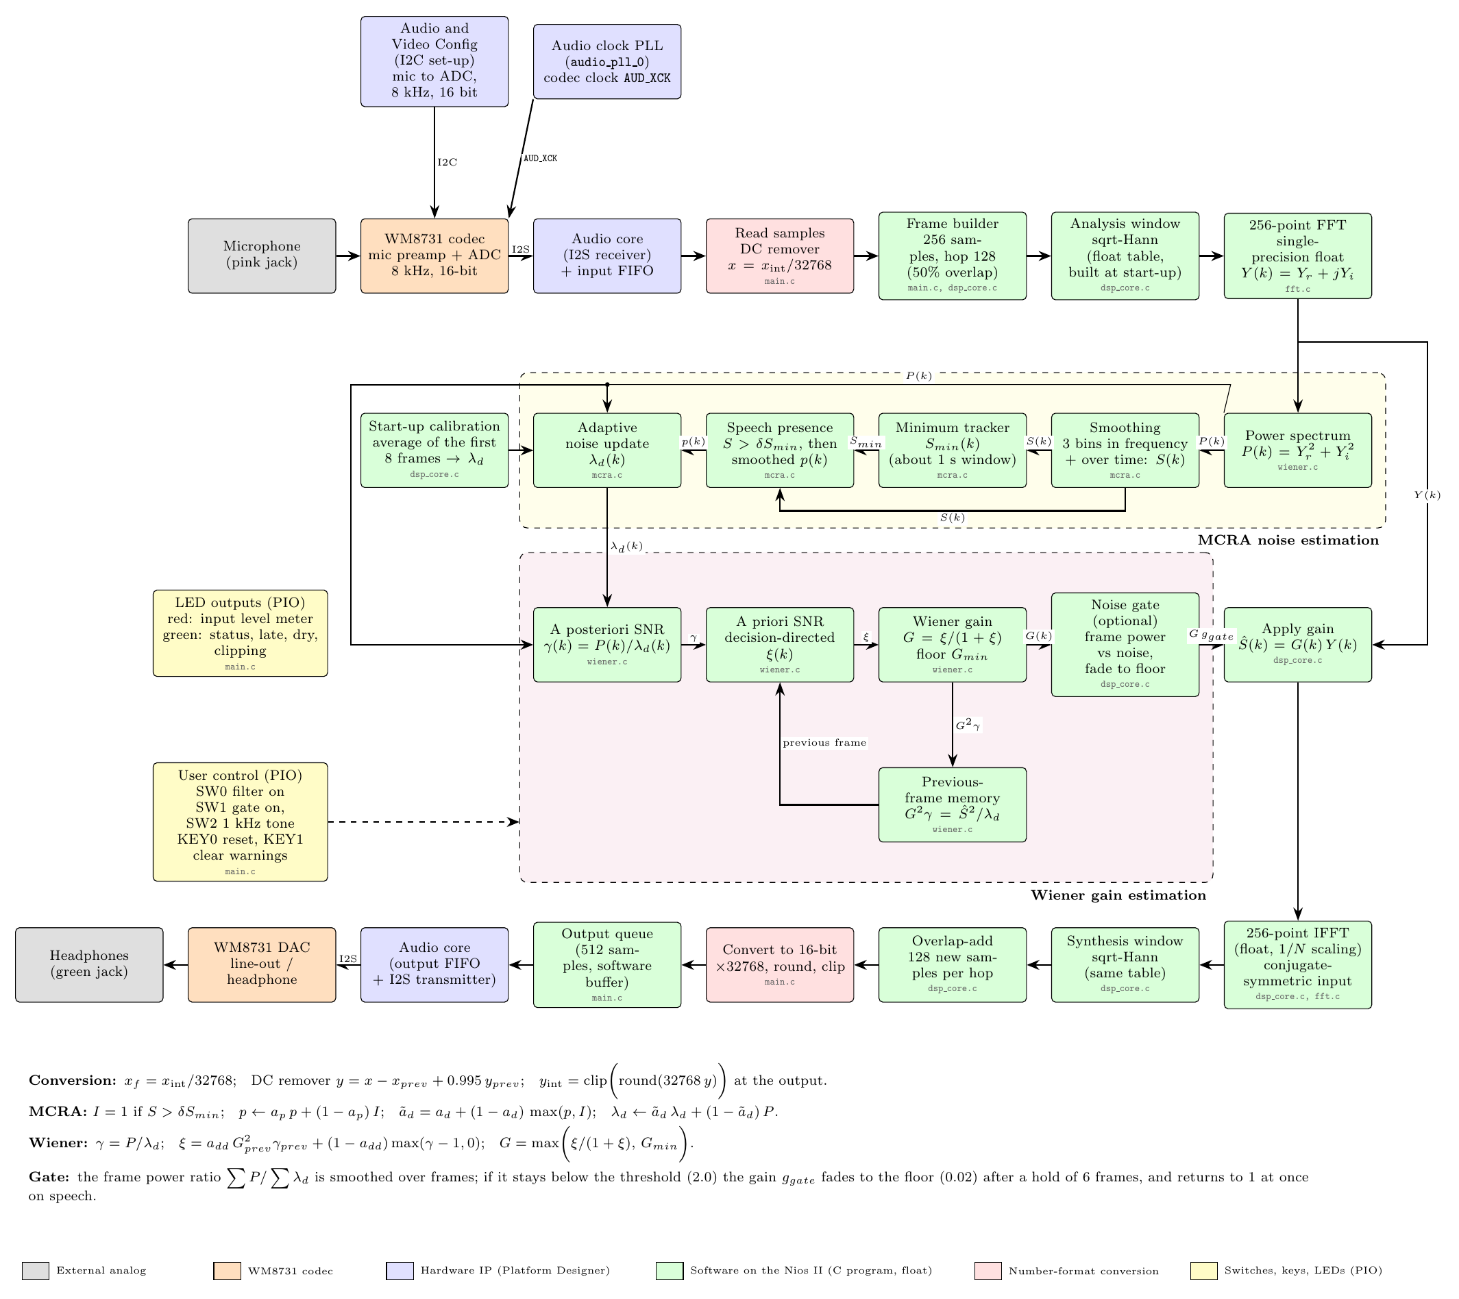 Audio and
Video Config
(I2C set-up)
mic to ADC,
8 kHz, 16 bit
Audio clock PLL
(audio_pll_0)
codec clock AUD_XCK
I2C
AUD_XCK
Microphone
(pink jack)
WM8731 codec
mic preamp + ADC
8 kHz, 16-bit
I2S
Audio core
(I2S receiver)
+ input FIFO
Read samples
DC remover
x = x_int/32768
main.c
Frame builder
256 sam-
ples, hop 128
(50% overlap)
main.c, dsp_core.c
Analysis window
sqrt-Hann
(float table,
built at start-up)
dsp_core.c
256-point FFT
single-
precision float
Y(k) = Y_r + jY_i
fft.c
P(k)
Start-up calibration
average of the first
8 frames → λ_d
dsp_core.c
Adaptive
noise update
λ_d(k)
mcra.c
p(k)
Speech presence
S > δS_min, then
smoothed p(k)
mcra.c
S_min
Minimum tracker
S_min(k)
(about 1 s window)
mcra.c
S(k)
Smoothing
3 bins in frequency
+ over time: S(k)
mcra.c
P(k)
Power spectrum
P(k) = Y_r^2 + Y_i^2
wiener.c
Y(k)
S(k)
MCRA noise estimation
λ_d(k)
LED outputs (PIO)
red: input level meter
green: status, late, dry,
clipping
main.c
A posteriori SNR
γ(k) = P(k)/λ_d(k)
wiener.c
γ
A priori SNR
decision-directed
ξ(k)
wiener.c
ξ
Wiener gain
G = ξ/(1 + ξ)
floor G_min
wiener.c
G(k)
Noise gate
(optional)
frame power
vs noise,
fade to floor
dsp_core.c
G g_gate
Apply gain
Ŝ(k) = G(k) Y(k)
dsp_core.c
G^2γ
previous frame
User control (PIO)
SW0 filter on
SW1 gate on,
SW2 1 kHz tone
KEY0 reset, KEY1
clear warnings
main.c
Previous-
frame memory
G^2γ = Ŝ^2/λ_d
wiener.c
Wiener gain estimation
Headphones
(green jack)
WM8731 DAC
line-out /
headphone
I2S
Audio core
(output FIFO
+ I2S transmitter)
Output queue
(512 sam-
ples, software
buffer)
main.c
Convert to 16-bit
×32768, round, clip
main.c
Overlap-add
128 new sam-
ples per hop
dsp_core.c
Synthesis window
sqrt-Hann
(same table)
dsp_core.c
256-point IFFT
(float, 1/N scaling)
conjugate-
symmetric input
dsp_core.c, fft.c
Conversion: x_f = x_int/32768; DC remover y = x − x_prev + 0.995 y_prev; y_int = clip(round(32768 y)) at the output.
MCRA: I = 1 if S > δS_min; p ← a_p p + (1 − a_p) I; ã_d = a_d + (1 − a_d) max(p, I); λ_d ← ã_d λ_d + (1 − ã_d) P.
Wiener: γ = P/λ_d; ξ = a_dd G^2_prev γ_prev + (1 − a_dd) max(γ − 1, 0); G = max(ξ/(1 + ξ), G_min).
Gate: the frame power ratio ∑ P/ ∑ λ_d is smoothed over frames; if it stays below the threshold (2.0) the gain g_gate fades to the floor (0.02) after a hold of 6 frames, and returns to 1 at once
on speech.
External analog
WM8731 codec
Hardware IP (Platform Designer)
Software on the Nios II (C program, float)
Number-format conversion
Switches, keys, LEDs (PIO)